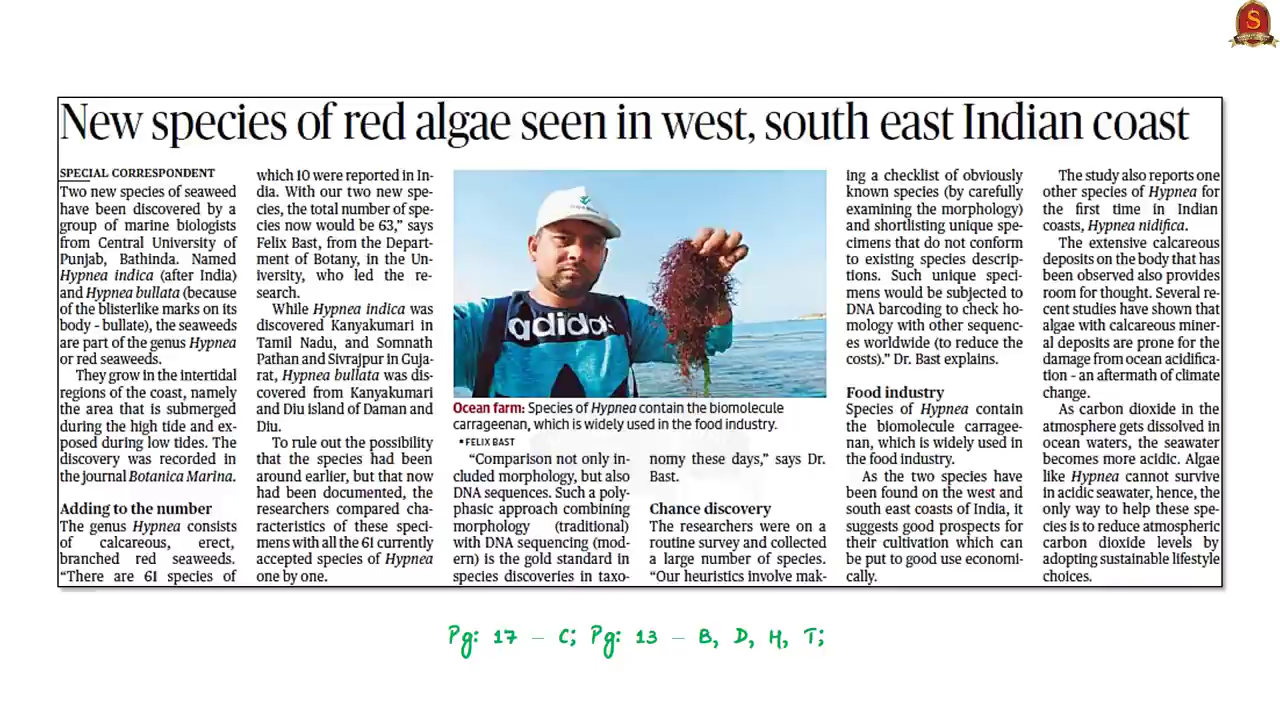 S
New species of red algae seen in west, south east Indian coast
SPECIAL CORRESPONDENT
Two new species of seaweed
have been discovered by a
group of marine biologists
from Central University of
Punjab, Bathinda. Named
Hypnea indica (after India)
and Hypnea bullata (because
of the blisterlike marks on its
body - bullate), the seaweeds
are part of the genus Hypnea
or red seaweeds.
They grow in the intertidal
regions of the coast, namely
the area that is submerged
during the high tide and ex-
posed during low tides. The
discovery was recorded in
the journal Botanica Marina.
Adding to the number
The genus Hypnea consists
of calcareous, erect,
branched red seaweeds.
“There are 61 species of
which 10 were reported in In-
dia. With our two new spe-
cies, the total number of spe-
cies now would be 63,” says
Felix Bast, from the Depart-
ment of Botany, in the Un-
iversity, who led the re-
search.
While Hypnea indica was
discovered Kanyakumari in
Tamil Nadu, and Somnath
Pathan and Sivrajpur in Guja-
rat, Hypnea bullata was dis-
covered from Kanyakumari
and Diu island of Daman and
Diu.
To rule out the possibility
that the species had been
around earlier, but that now
had been documented, the
researchers compared cha-
racteristics of these speci-
mens with all the 61 currently
accepted species of Hypnea
one by one.
adidas
Ocean farm: Species of Hypnea contain the biomolecule
carrageenan, which is widely used in the food industry.
▪ FELIX BAST
“Comparison not only in-
cluded morphology, but also
DNA sequences. Such a poly-
phasic approach combining
morphology (traditional)
with DNA sequencing (mod-
ern) is the gold standard in
species discoveries in taxo-
nomy these days,” says Dr.
Bast.
Chance discovery
The researchers were on a
routine survey and collected
a large number of species.
“Our heuristics involve mak-
ing a checklist of obviously
known species (by carefully
examining the morphology)
and shortlisting unique spe-
cimens that do not conform
to existing species descrip-
tions. Such unique speci-
mens would be subjected to
DNA barcoding to check ho-
mology with other sequenc-
es worldwide (to reduce the
costs).” Dr. Bast explains.
Food industry
Species of Hypnea contain
the biomolecule carragee-
nan, which is widely used in
the food industry.
As the two species have
been found on the west and
south east coasts of India, it
suggests good prospects for
their cultivation which can
be put to good use economi-
cally.
The study also reports one
other species of Hypnea for
the first time in Indian
coasts, Hypnea nidifica.
The extensive calcareous
deposits on the body that has
been observed also provides
room for thought. Several re-
cent studies have shown that
algae with calcareous miner-
al deposits are prone for the
damage from ocean acidifica-
tion - an aftermath of climate
change.
As carbon dioxide in the
atmosphere gets dissolved in
ocean waters, the seawater
becomes more acidic. Algae
like Hypnea cannot survive
in acidic seawater, hence, the
only way to help these spe-
cies is to reduce atmospheric
carbon dioxide levels by
adopting sustainable lifestyle
choices.
Pg: 17 - C; Pg: 13 - B, D, H, T;